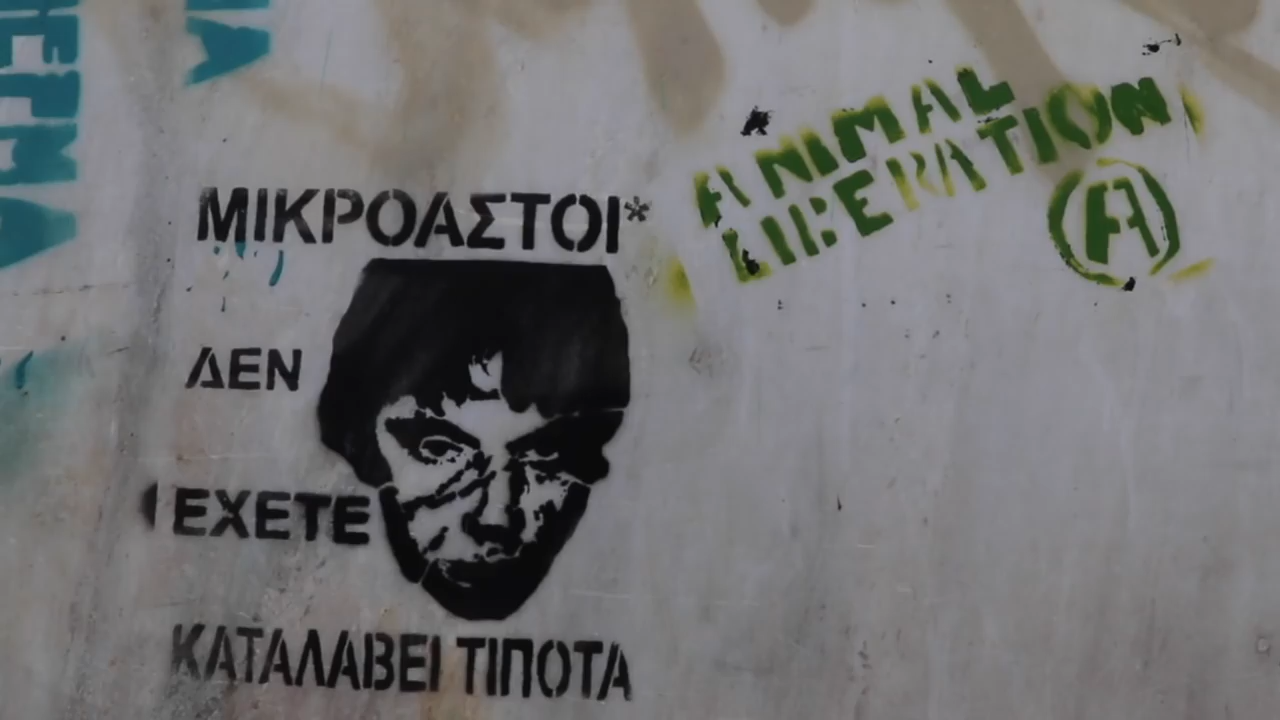 ΜΙΚΡΟΑΣΤΟΙ*
ΔΕΝ
ΕΧΕΤΕ
ΚΑΤΑΛΑΒΕΙ ΤΙΠΟΤΑ
ANIMAL
LIBERATION
A